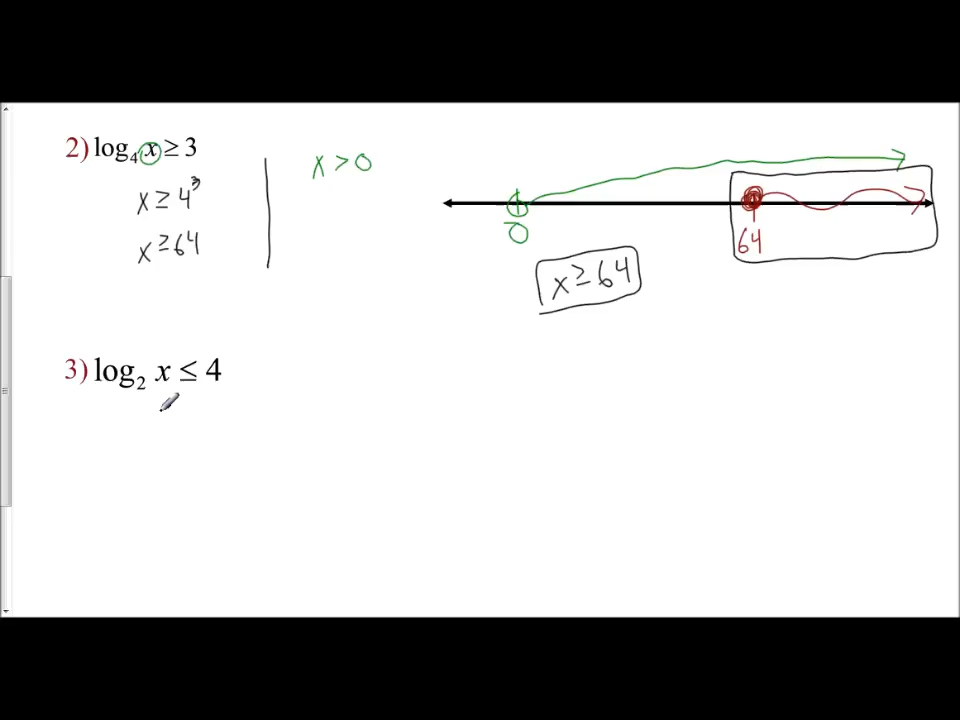 2) log₄ x ≥ 3
x ≥ 4³
x ≥ 64
x > 0
0
64
x ≥ 64
3) log₂ x ≤ 4